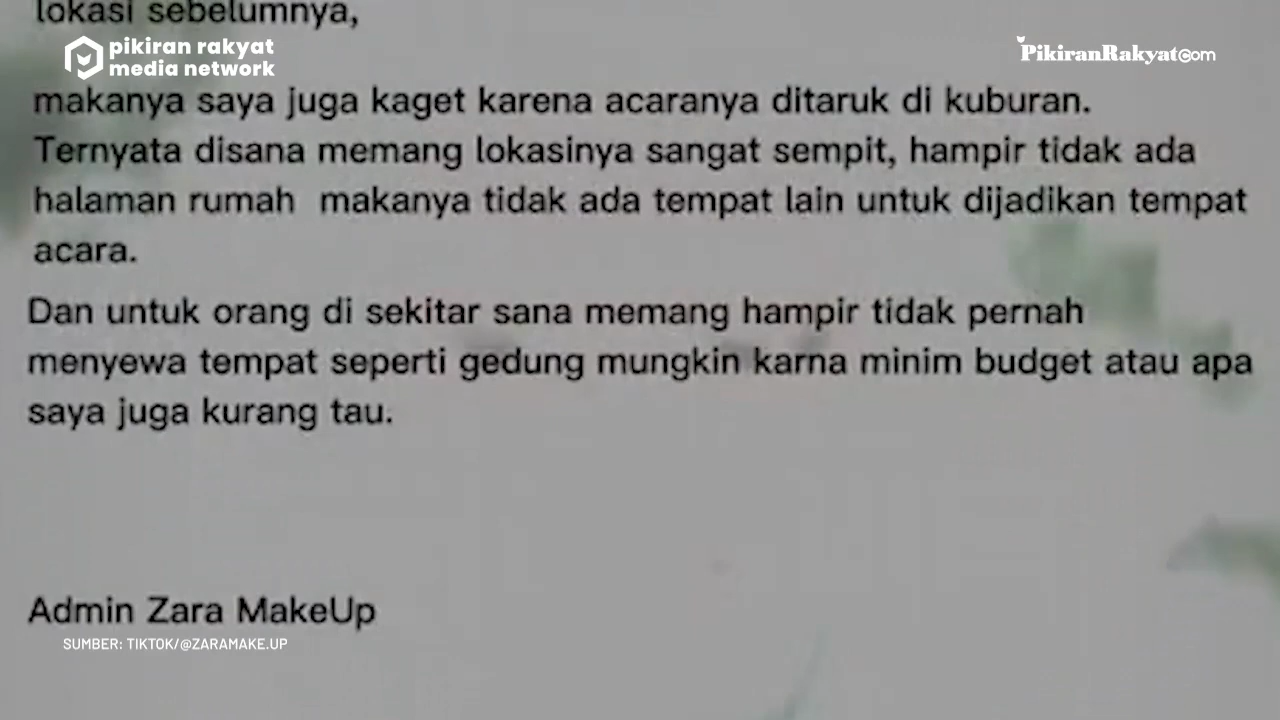 lokasi sebelumnya,
pikiran rakyat
media network
PikiranRakyat.com
makanya saya juga kaget karena acaranya ditaruk di kuburan.
Ternyata disana memang lokasinya sangat sempit, hampir tidak ada
halaman rumah  makanya tidak ada tempat lain untuk dijadikan tempat
acara.
Dan untuk orang di sekitar sana memang hampir tidak pernah
menyewa tempat seperti gedung mungkin karna minim budget atau apa
saya juga kurang tau.
Admin Zara MakeUp
SUMBER: TIKTOK/@ZARAMAKE.UP